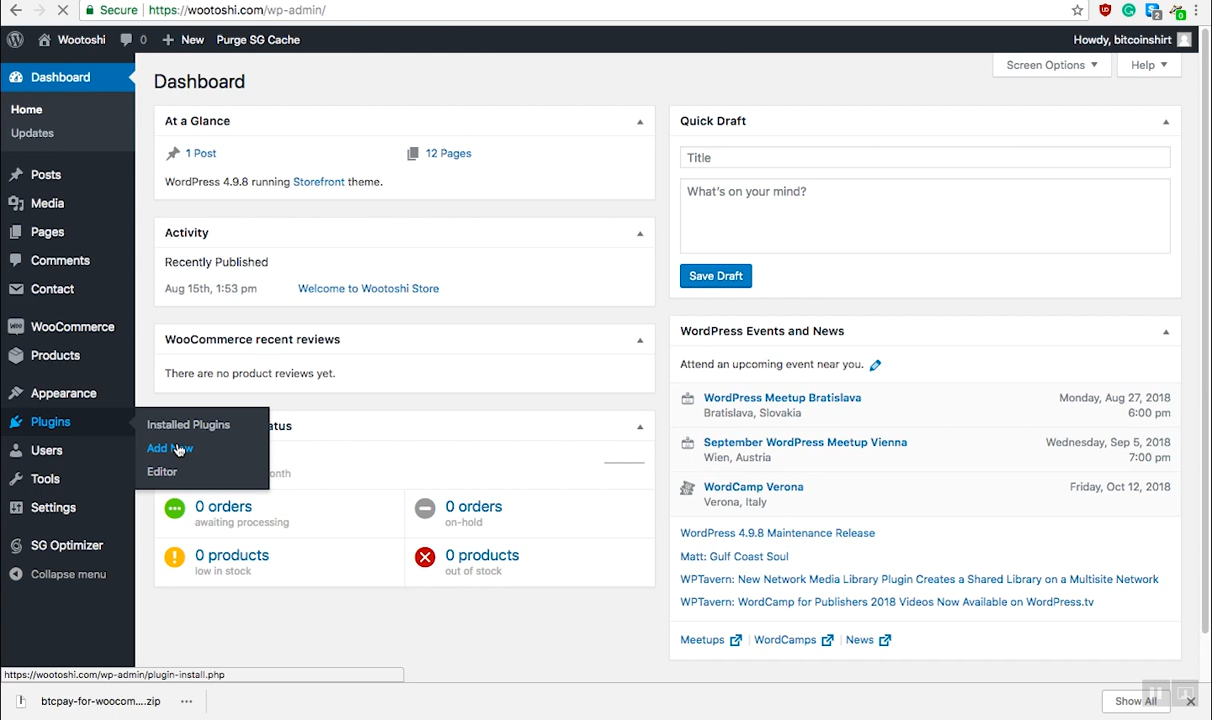 Secure https://wootoshi.com/wp-admin/
Wootoshi 0 New Purge SG Cache Howdy, bitcoinshirt
Screen Options Help
Dashboard
Home
Updates
Posts
Media
Pages
Comments
Contact
WooCommerce
Products
Appearance
Plugins
Users
Tools
Settings
SG Optimizer
Collapse menu
Installed Plugins
Add New
Editor
Dashboard
At a Glance
1 Post 12 Pages
WordPress 4.9.8 running Storefront theme.
Activity
Recently Published
Aug 15th, 1:53 pm Welcome to Wootoshi Store
WooCommerce recent reviews
There are no product reviews yet.
0 orders
awaiting processing
0 orders
on-hold
0 products
low in stock
0 products
out of stock
Quick Draft
Title
What's on your mind?
Save Draft
WordPress Events and News
Attend an upcoming event near you.
WordPress Meetup Bratislava Monday, Aug 27, 2018
Bratislava, Slovakia 6:00 pm
September WordPress Meetup Vienna Wednesday, Sep 5, 2018
Wien, Austria 7:00 pm
WordCamp Verona Friday, Oct 12, 2018
Verona, Italy
WordPress 4.9.8 Maintenance Release
Matt: Gulf Coast Soul
WPTavern: New Network Media Library Plugin Creates a Shared Library on a Multisite Network
WPTavern: WordCamp for Publishers 2018 Videos Now Available on WordPress.tv
Meetups WordCamps News
https://wootoshi.com/wp-admin/plugin-install.php
btcpay-for-woocom....zip Show All